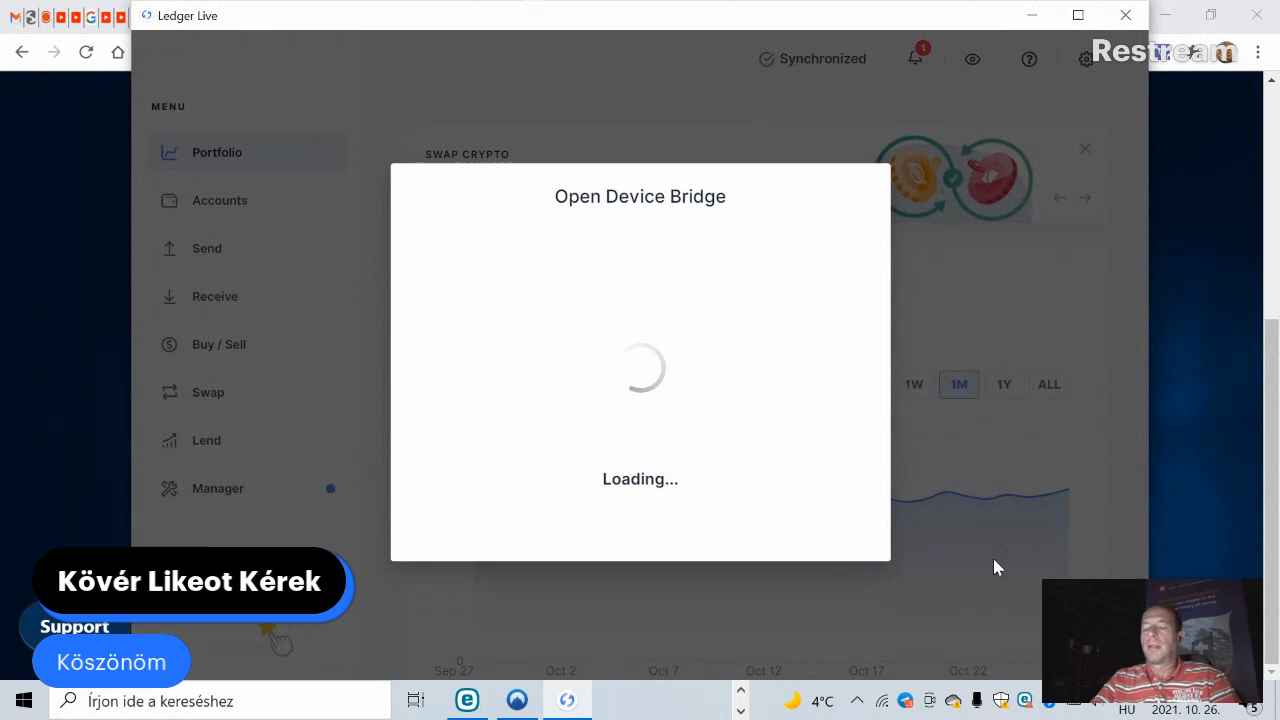 Ledger Live
Restream
Synchronized
1
MENU
Portfolio
Accounts
Send
Receive
Buy / Sell
Swap
Lend
Manager
SWAP CRYPTO
Open Device Bridge
Loading...
1W
1M
1Y
ALL
0
Sep 27
Oct 2
Oct 7
Oct 12
Oct 17
Oct 22
Kövér Likeot Kérek
Support
Köszönöm
Írjon ide a kereséshez
4°C
HU
2021. 10. 26.